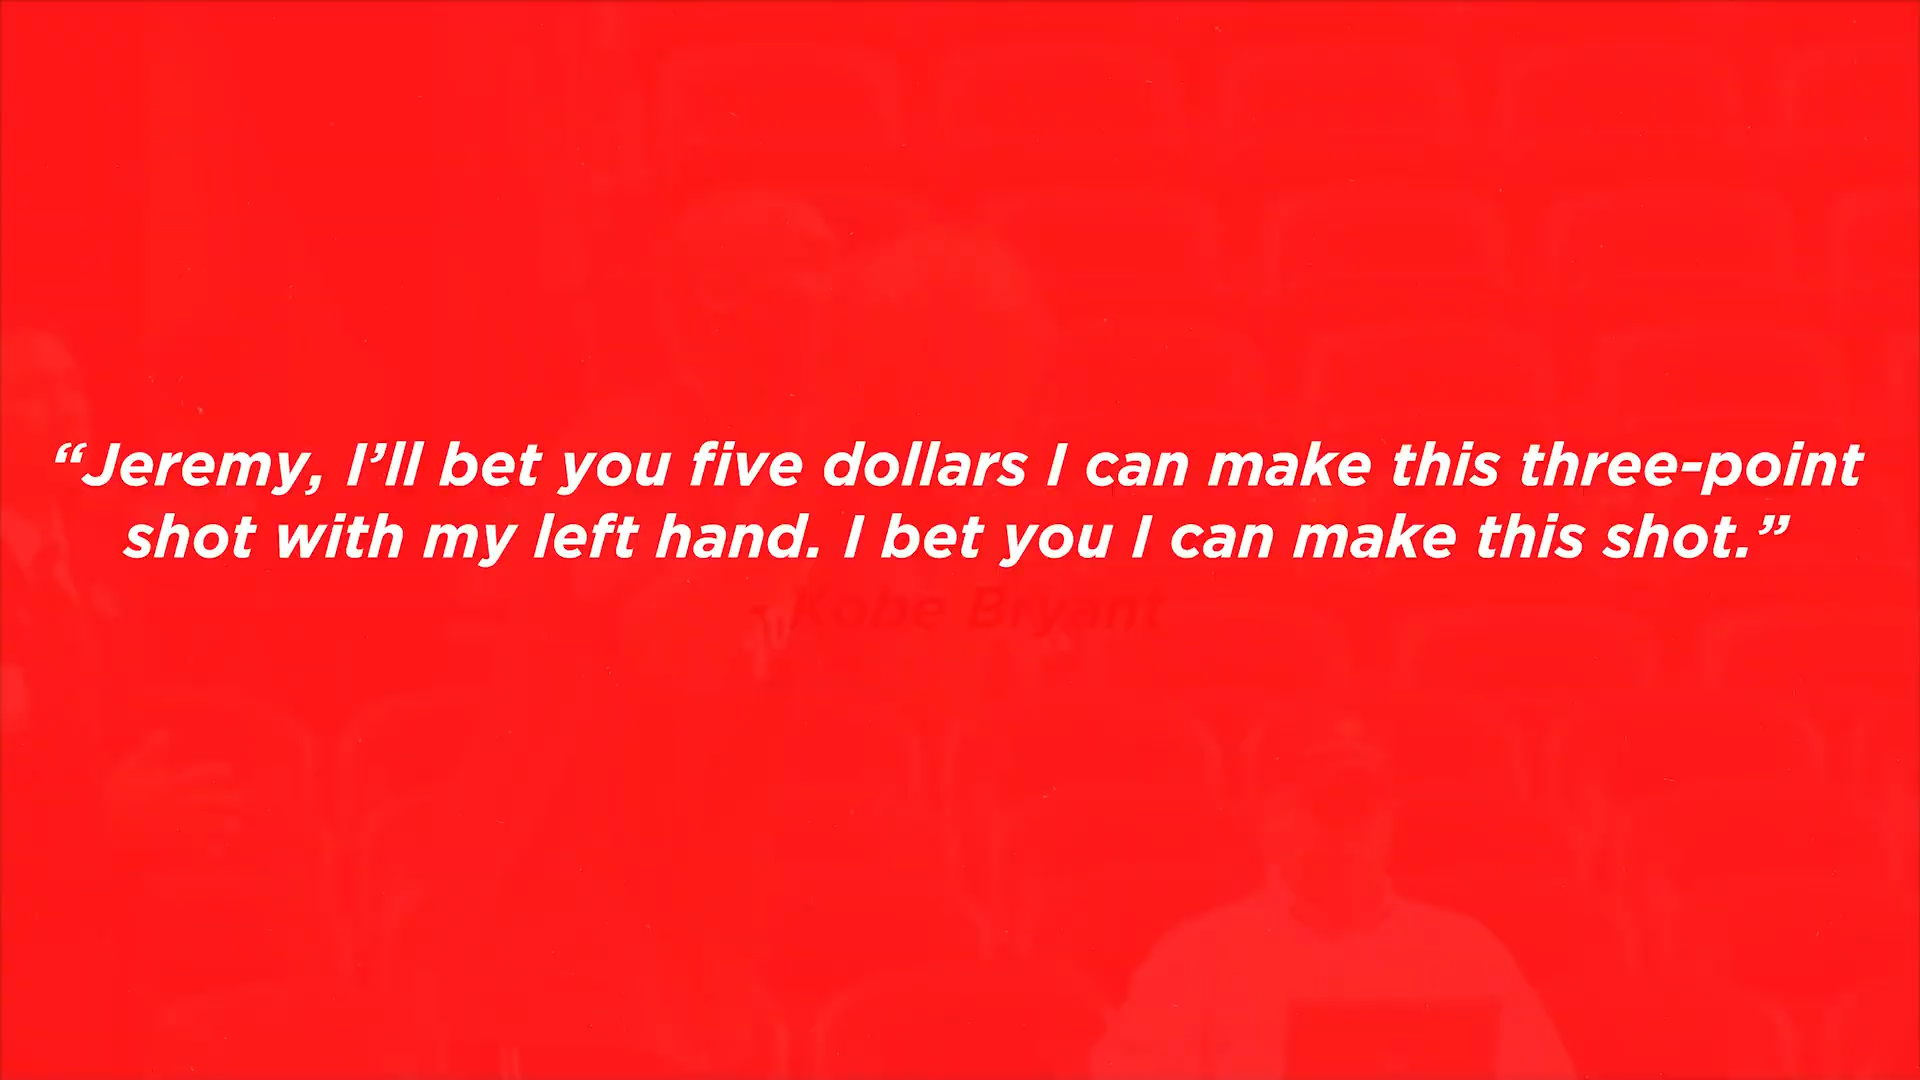 “Jeremy, I’ll bet you five dollars I can make this three-point
shot with my left hand. I bet you I can make this shot.”
- Kobe Bryant